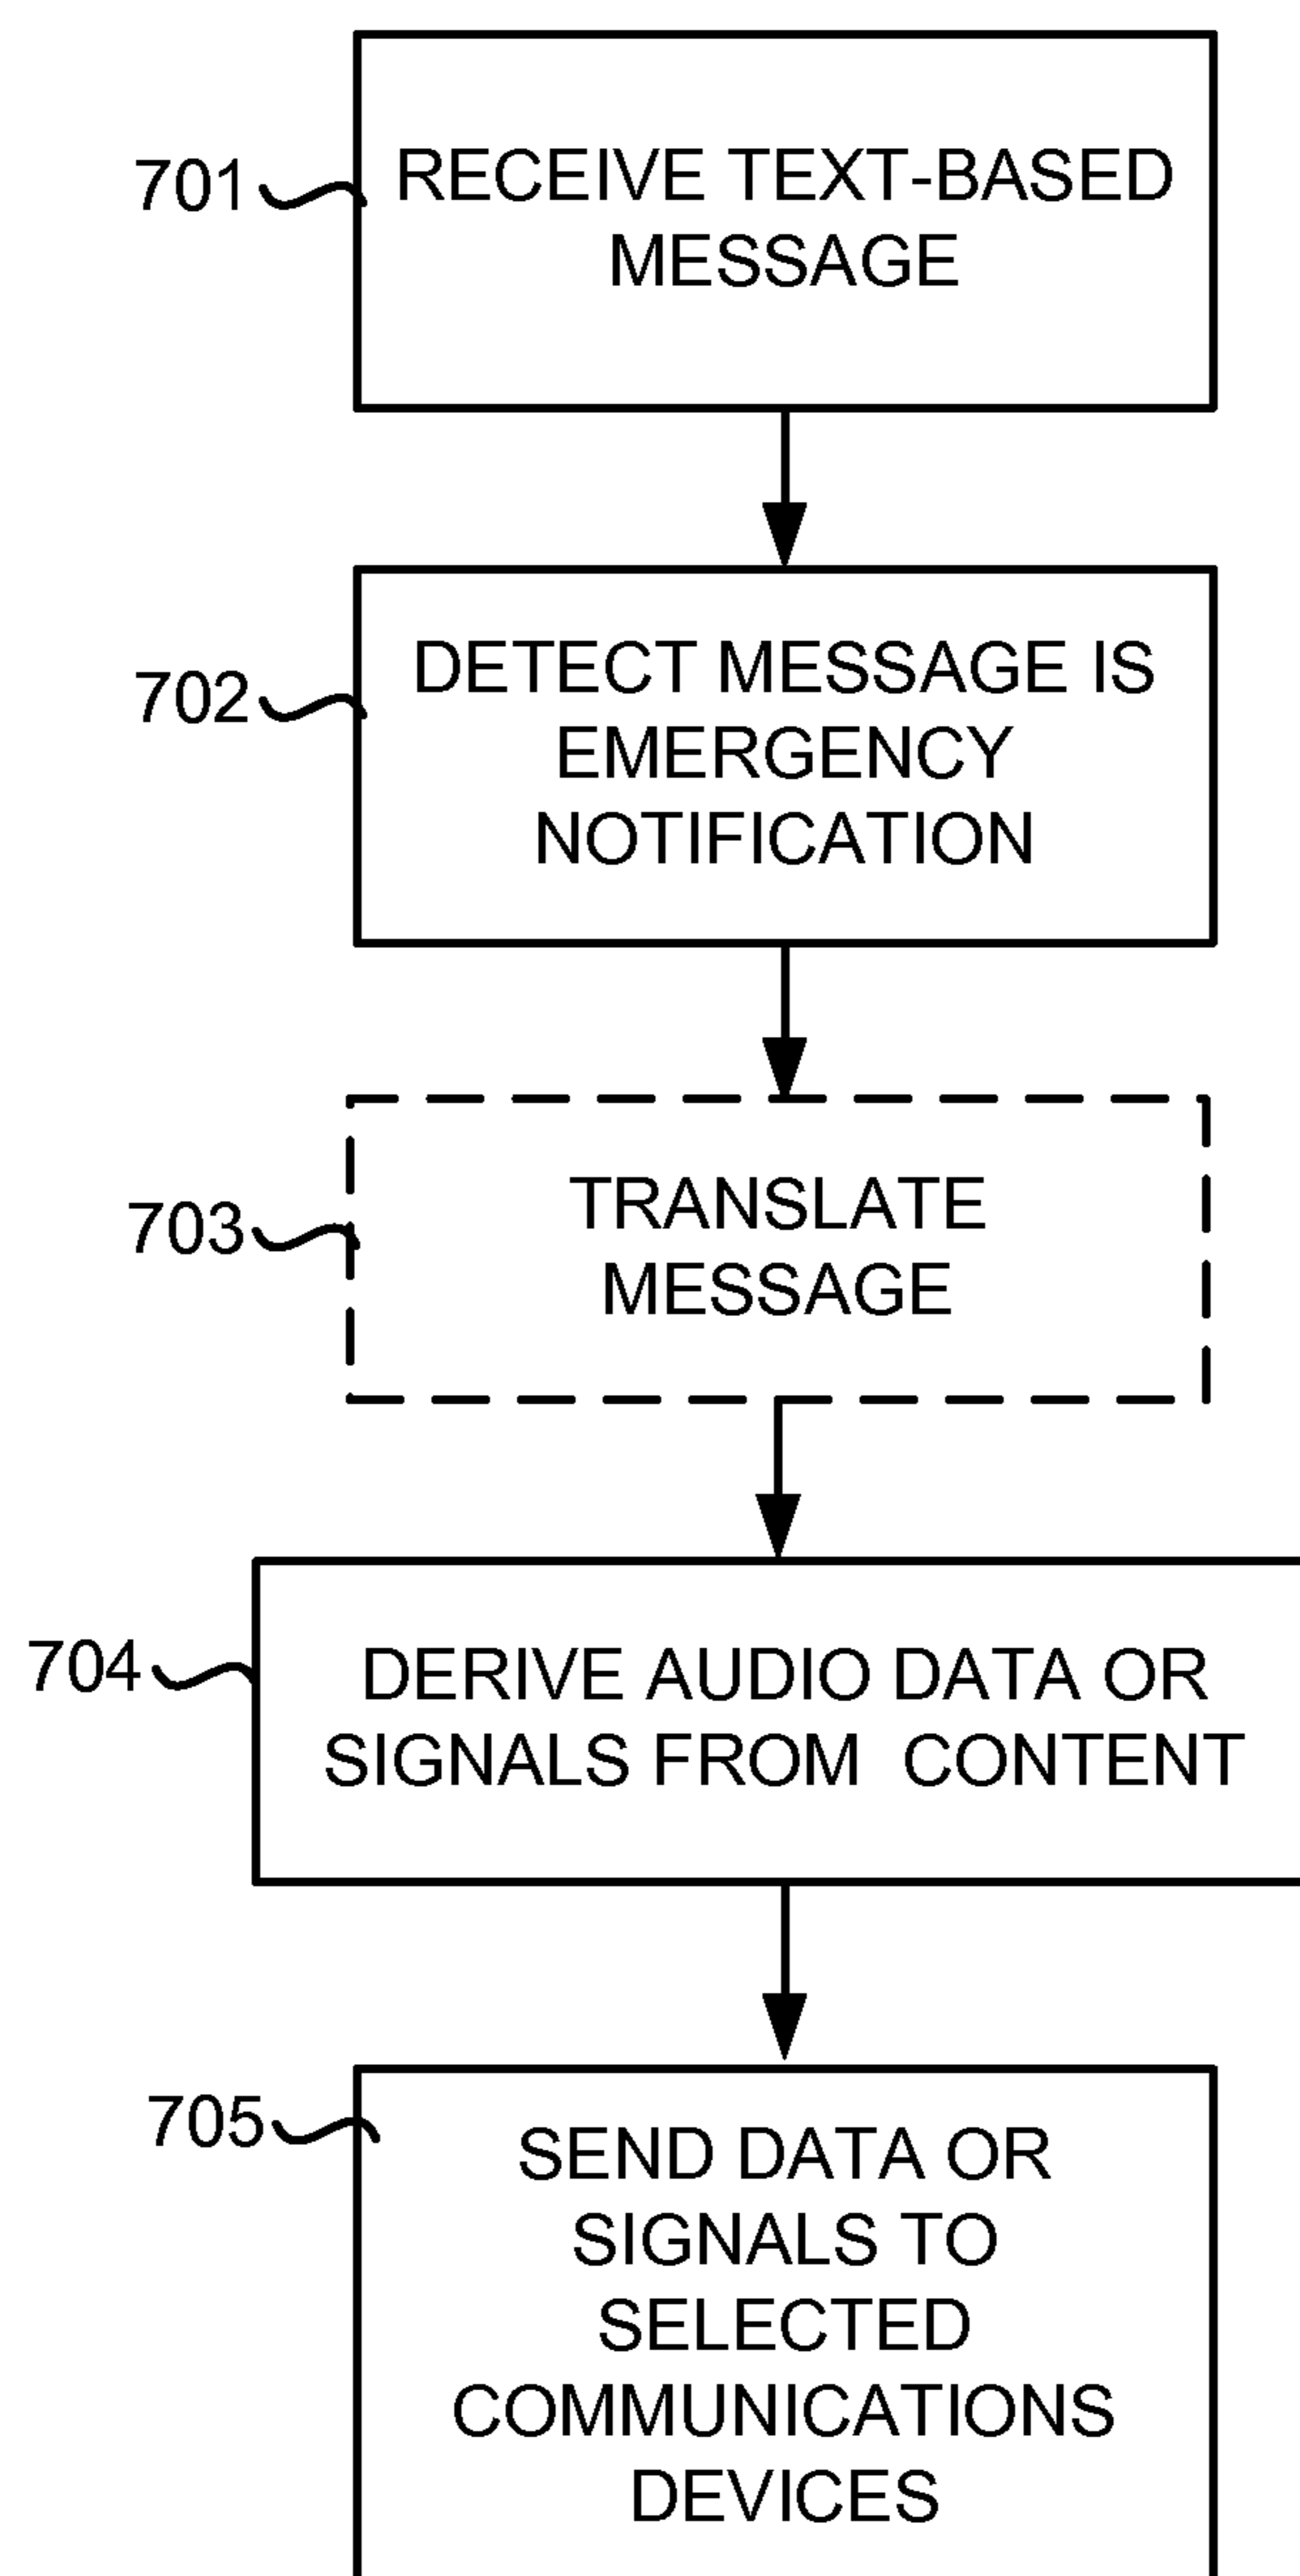 701
RECEIVE TEXT-BASED
MESSAGE
702
DETECT MESSAGE IS
EMERGENCY
NOTIFICATION
703
TRANSLATE
MESSAGE
704
DERIVE AUDIO DATA OR
SIGNALS FROM CONTENT
705
SEND DATA OR
SIGNALS TO
SELECTED
COMMUNICATIONS
DEVICES